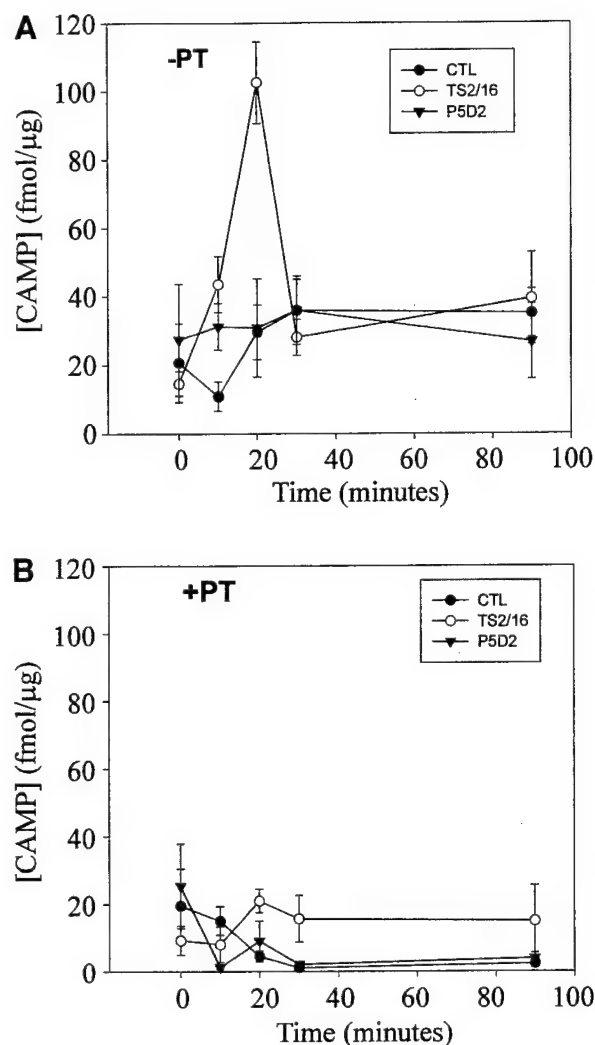 A
-PT
CTL
TS2/16
P5D2
[CAMP] (fmol/μg)
120
100
80
60
40
20
0
0 20 40 60 80 100
Time (minutes)
B
+PT
CTL
TS2/16
P5D2
[CAMP] (fmol/μg)
120
100
80
60
40
20
0
0 20 40 60 80 100
Time (minutes)